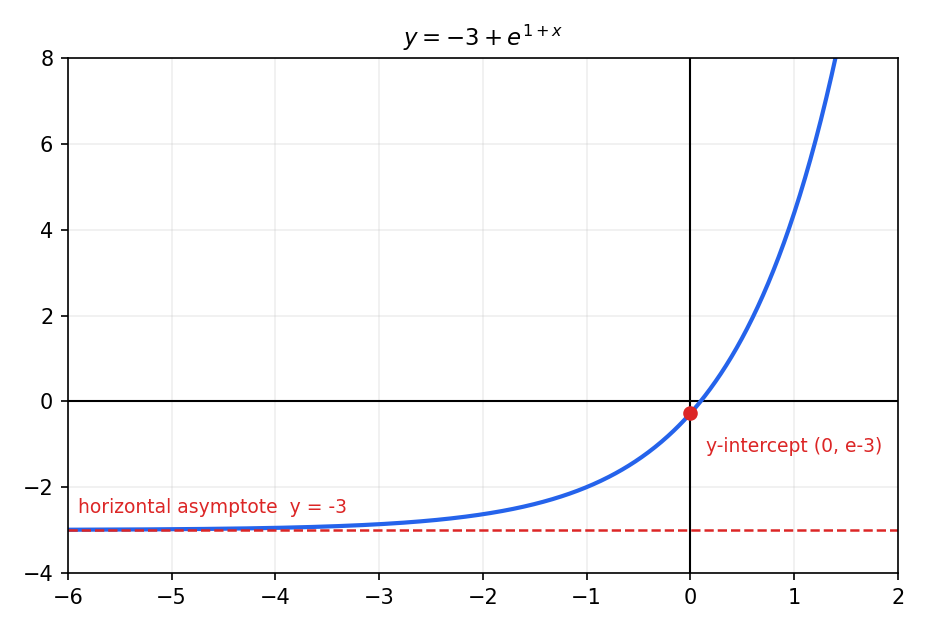 y = −3 + e^{1+x}
8
6
4
2
0
−2
−4
y-intercept (0, e-3)
horizontal asymptote  y = -3
−6 −5 −4 −3 −2 −1 0 1 2